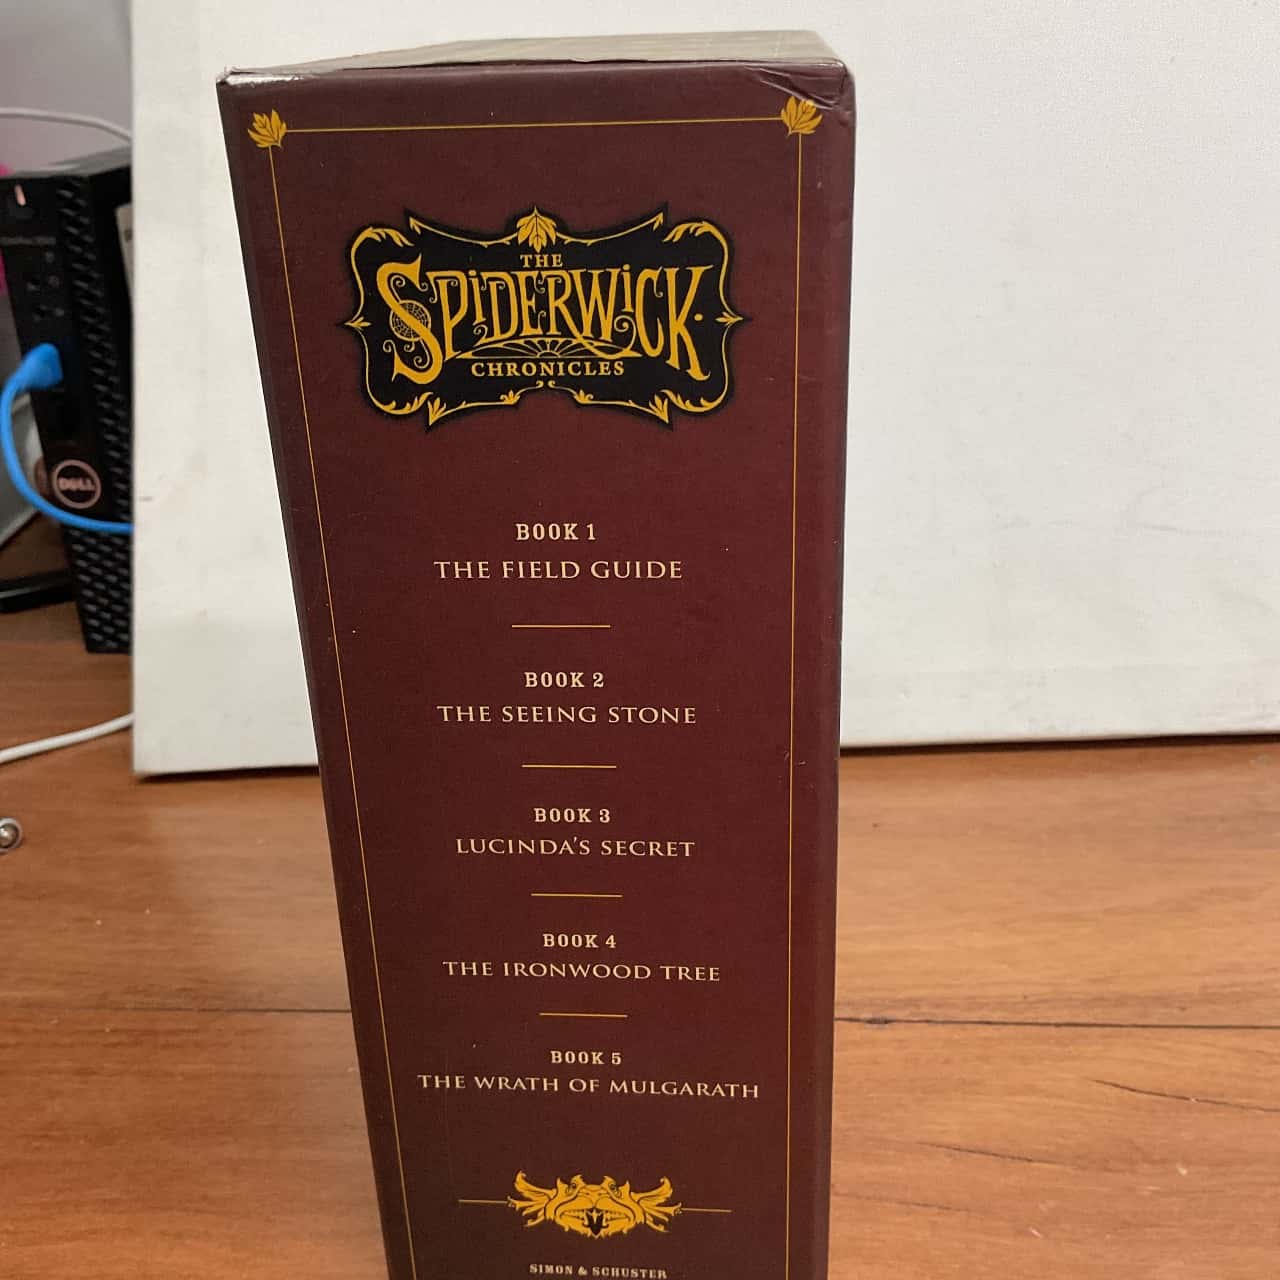 THE
SPIDERWICK
CHRONICLES
BOOK 1
THE FIELD GUIDE
BOOK 2
THE SEEING STONE
BOOK 3
LUCINDA'S SECRET
BOOK 4
THE IRONWOOD TREE
BOOK 5
THE WRATH OF MULGARATH
SIMON & SCHUSTER
DELL